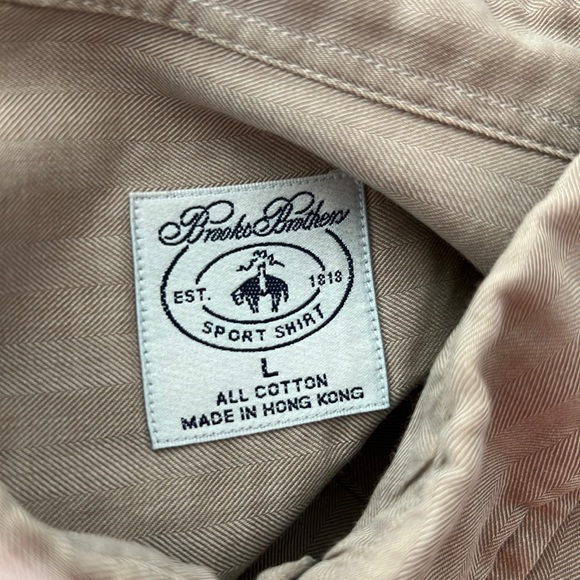 Brooks Brothers
EST. 1818
SPORT SHIRT
L
ALL COTTON
MADE IN HONG KONG